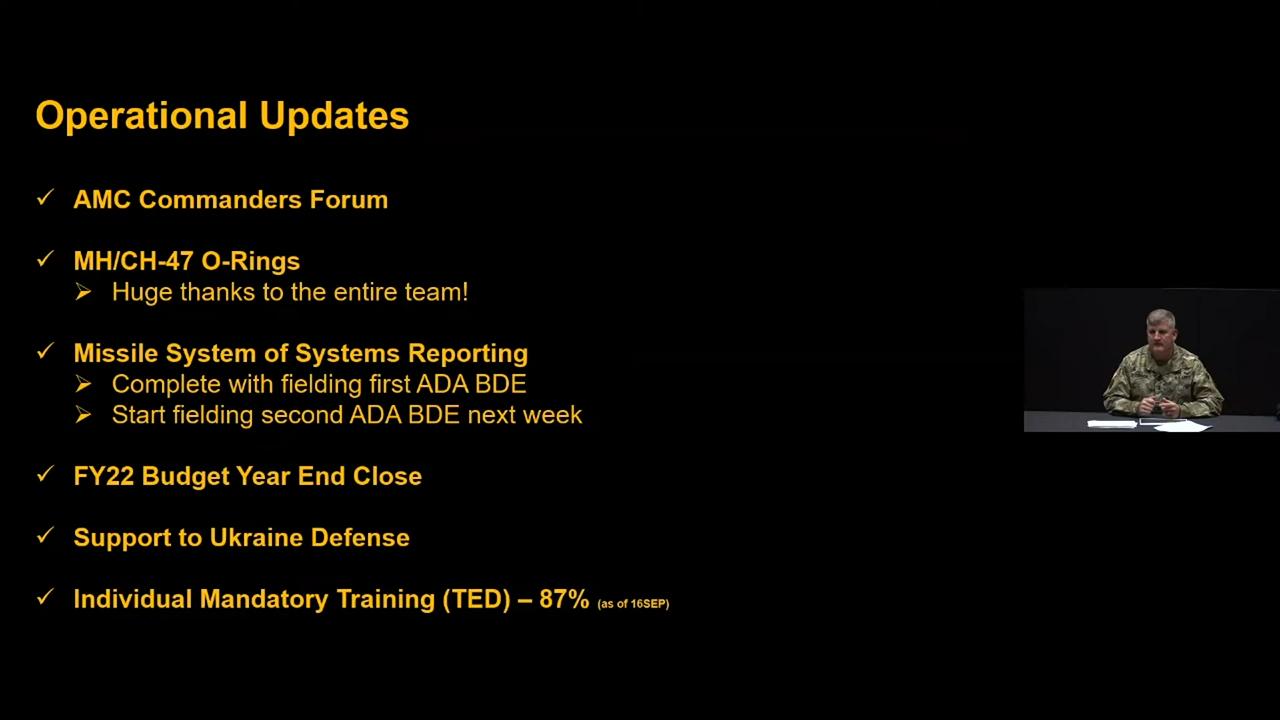 Operational Updates
✓ AMC Commanders Forum
✓ MH/CH-47 O-Rings
➢ Huge thanks to the entire team!
✓ Missile System of Systems Reporting
➢ Complete with fielding first ADA BDE
➢ Start fielding second ADA BDE next week
✓ FY22 Budget Year End Close
✓ Support to Ukraine Defense
✓ Individual Mandatory Training (TED) – 87% (as of 16SEP)